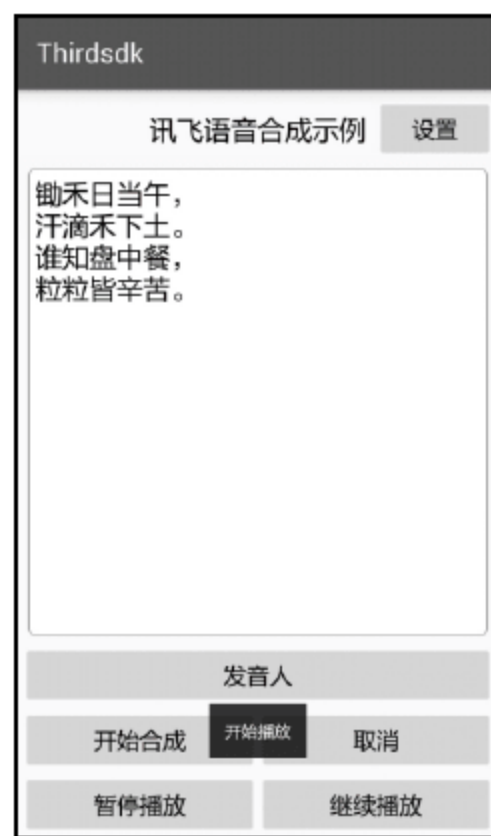 Thirdsdk
讯飞语音合成示例 设置
锄禾日当午，
汗滴禾下土。
谁知盘中餐，
粒粒皆辛苦。
发音人
开始合成 开始播放 取消
暂停播放 继续播放